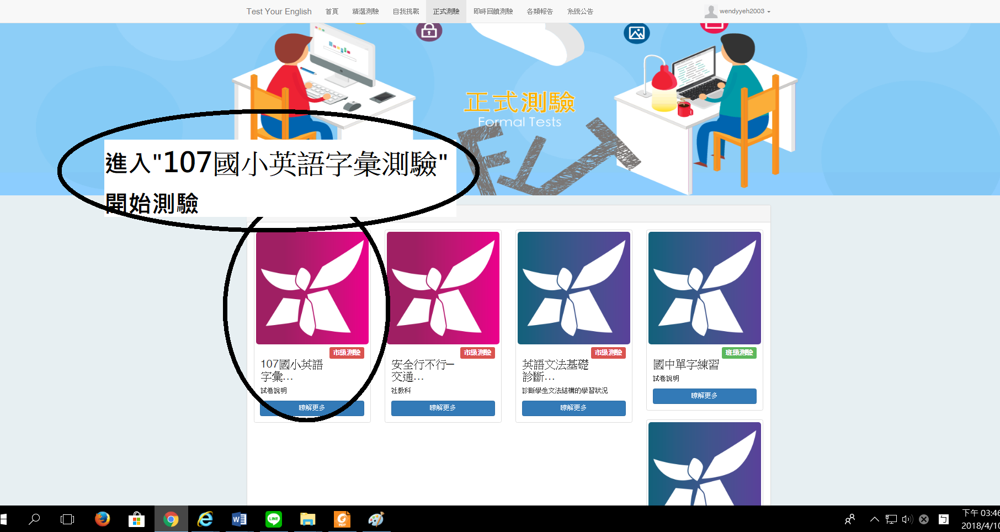 Test Your English 首頁 精選測驗 自我挑戰 正式測驗 即時回饋測驗 各類報告 系統公告 wendyyeh2003
正式測驗
Formal Tests
進入"107國小英語字彙測驗"
開始測驗
市級測驗
107國小英語
字彙...
試卷說明
瞭解更多
市級測驗
安全行不行─
交通...
社教科
瞭解更多
市級測驗
英語文法基礎
診斷...
診斷學生文法結構的學習狀況
瞭解更多
班級測驗
國中單字練習
試卷說明
瞭解更多
下午 03:46
2018/4/10